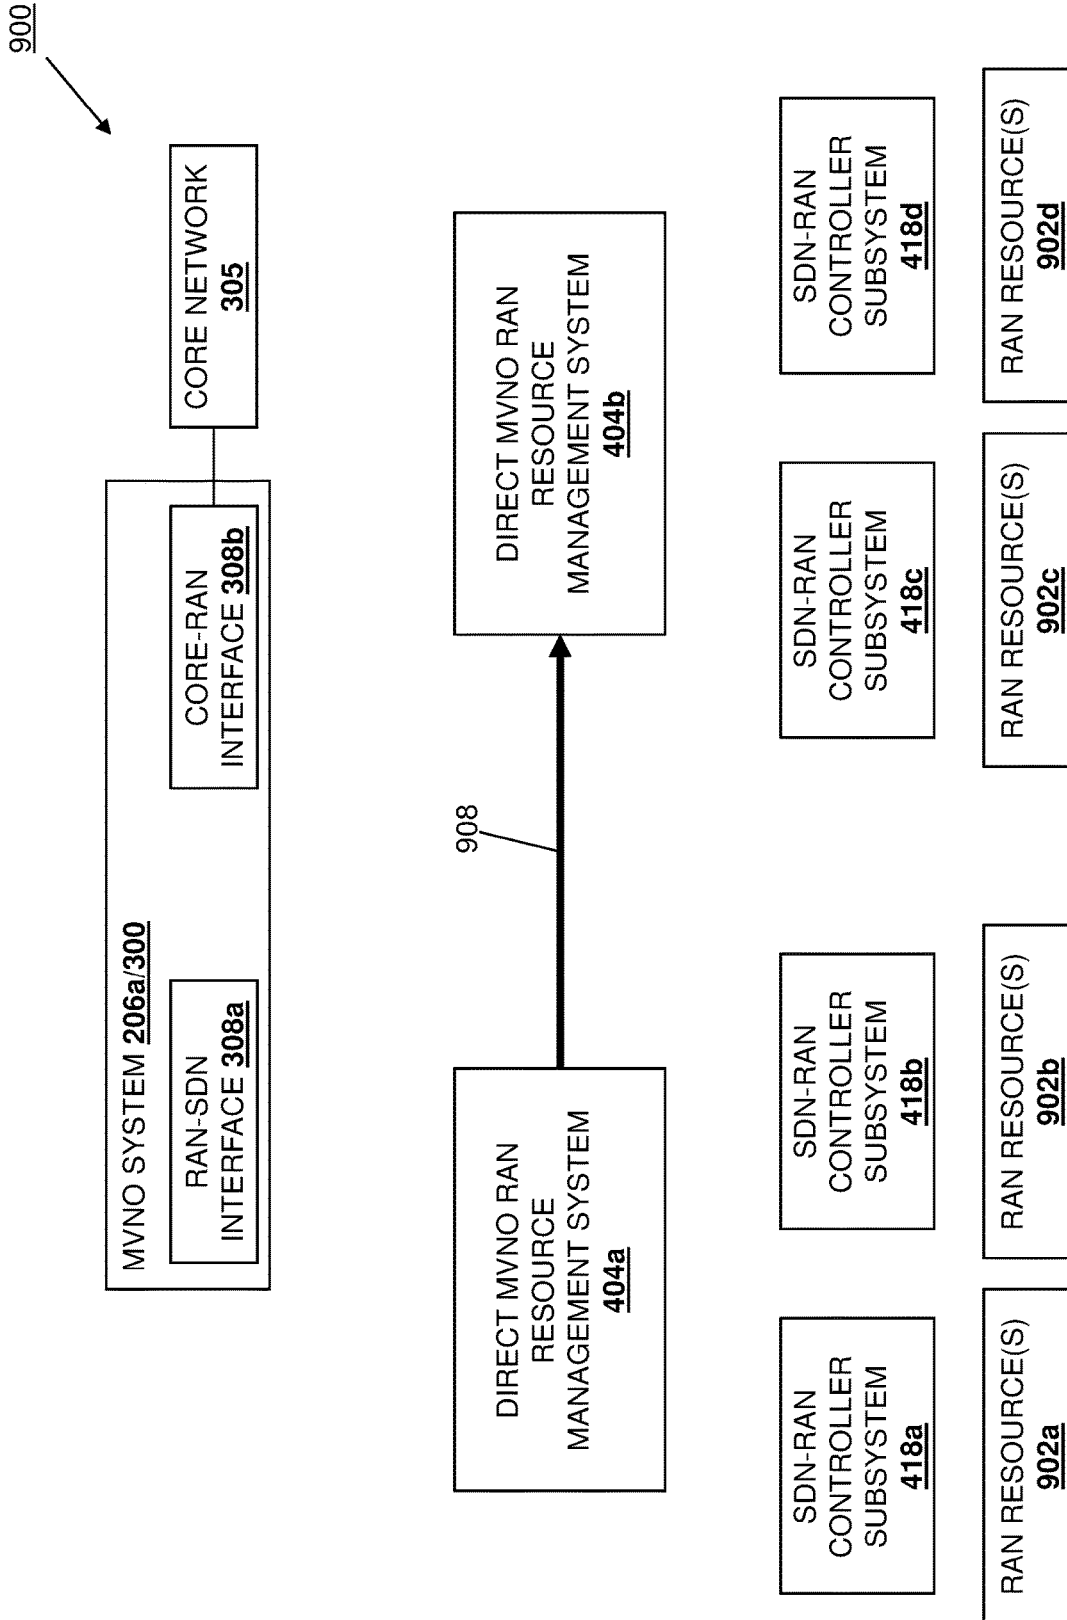 900
MVNO SYSTEM 206a/300
RAN-SDN
INTERFACE 308a
CORE-RAN
INTERFACE 308b
CORE NETWORK
305
DIRECT MVNO RAN
RESOURCE
MANAGEMENT SYSTEM
404a
908
DIRECT MVNO RAN
RESOURCE
MANAGEMENT SYSTEM
404b
SDN-RAN
CONTROLLER
SUBSYSTEM
418a
SDN-RAN
CONTROLLER
SUBSYSTEM
418b
SDN-RAN
CONTROLLER
SUBSYSTEM
418c
SDN-RAN
CONTROLLER
SUBSYSTEM
418d
RAN RESOURCE(S)
902a
RAN RESOURCE(S)
902b
RAN RESOURCE(S)
902c
RAN RESOURCE(S)
902d